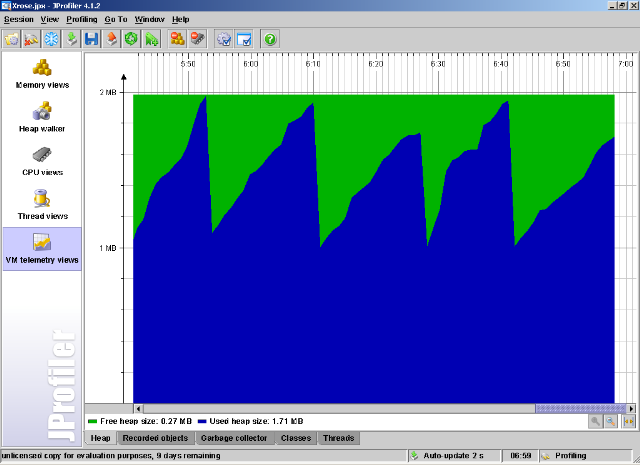 Xrose.jps - JProfiler 4.1.2
Session View Profiling Go To Window Help
Memory views
Heap walker
CPU views
Thread views
VM telemetry views
JProfiler
5:50 6:00 6:10 6:20 6:30 6:40 6:50 7:00
2 MB
1 MB
Free heap size: 0.27 MB Used heap size: 1.71 MB
Heap Recorded objects Garbage collector Classes Threads
unlicensed copy for evaluation purposes, 9 days remaining Auto-update 2 s 06:59 Profiling